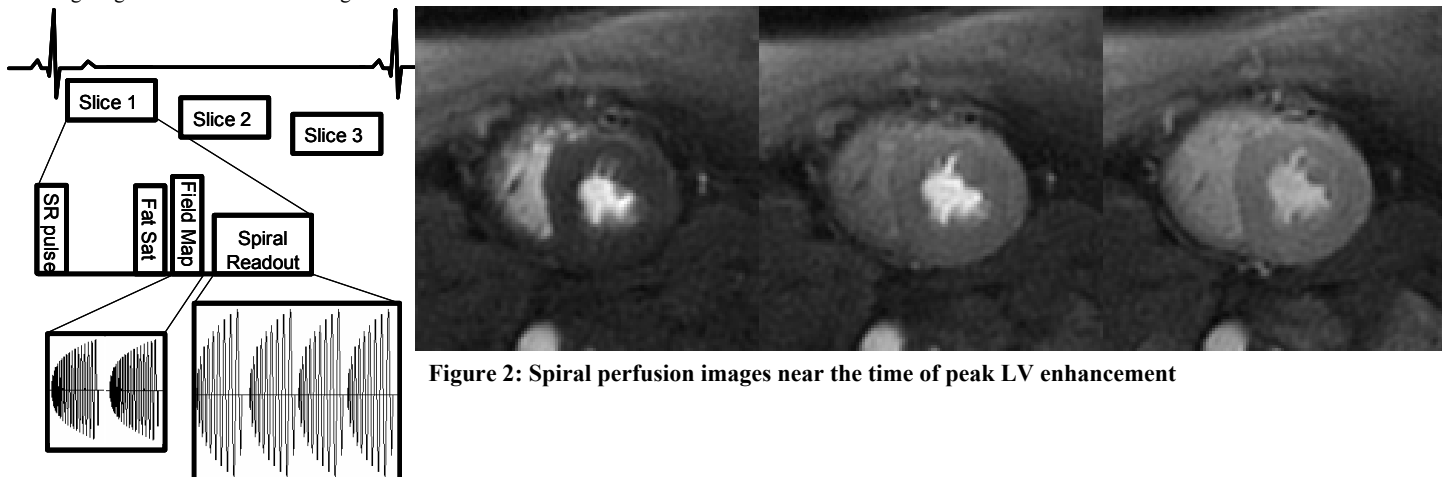 Slice 1
Slice 2
Slice 3
SR pulse
Fat Sat
Field Map
Spiral
Readout
Figure 2: Spiral perfusion images near the time of peak LV enhancement